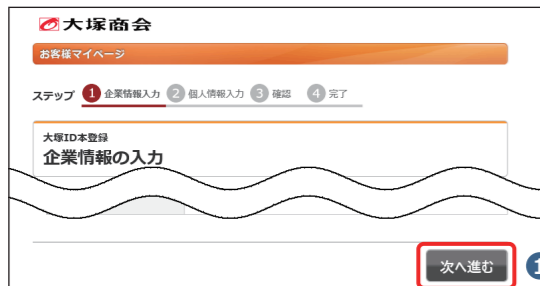 大塚商会
お客様マイページ
ステップ 1 企業情報入力 2 個人情報入力 3 確認 4 完了
大塚ID本登録
企業情報の入力
次へ進む 1